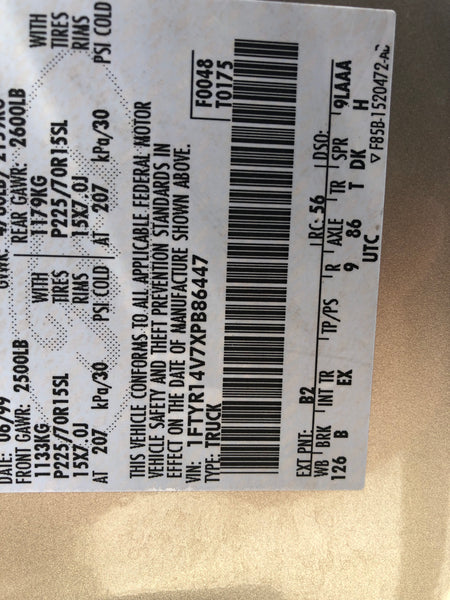 DATE: 06/99
FRONT GAWR: 2500LB REAR GAWR: 2600LB
1133KG WITH 1179KG WITH
P225/70R15SL TIRES P225/70R15SL TIRES
15X7.0J RIMS 15X7.0J RIMS
AT 207 kPa/30 PSI COLD AT 207 kPa/30 PSI COLD
THIS VEHICLE CONFORMS TO ALL APPLICABLE FEDERAL MOTOR
VEHICLE SAFETY AND THEFT PREVENTION STANDARDS IN
EFFECT ON THE DATE OF MANUFACTURE SHOWN ABOVE.
VIN: 1FTYR14V7XPB86447 F0048
TYPE: TRUCK T0175
EXT PNT: B2 RC: 56 DSO:
WB BRK INT TR TP/PS R AXLE TR SPR 9LAAA
126 B EX 9 86 T DK H
UTC ▽ F85B-1520472-AD